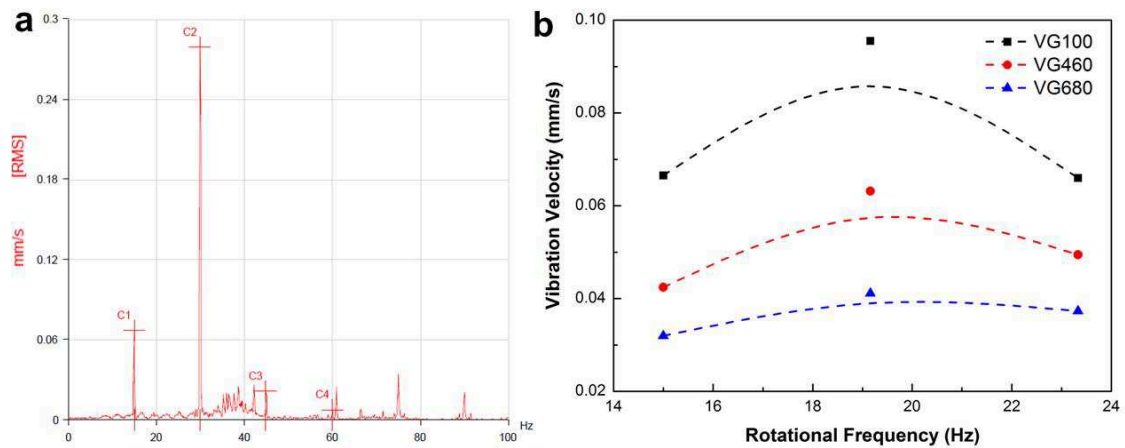 a
0.3
0.24
0.18
0.12
0.06
0
[RMS]
mm/s
C1
C2
C3
C4
0
20
40
60
80
100
Hz
b
0.10
0.08
0.06
0.04
0.02
Vibration Velocity (mm/s)
VG100
VG460
VG680
14
16
18
20
22
24
Rotational Frequency (Hz)